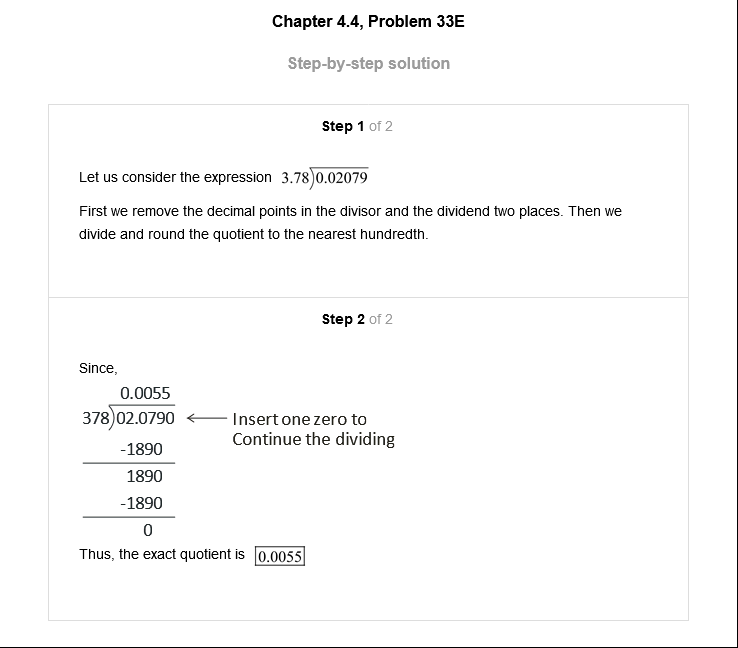 Chapter 4.4, Problem 33E
Step-by-step solution
Step 1 of 2
Let us consider the expression 3.78)0.02079
First we remove the decimal points in the divisor and the dividend two places. Then we
divide and round the quotient to the nearest hundredth.
Step 2 of 2
Since,
0.0055
378)02.0790 ← Insert one zero to
Continue the dividing
-1890
1890
-1890
0
Thus, the exact quotient is 0.0055